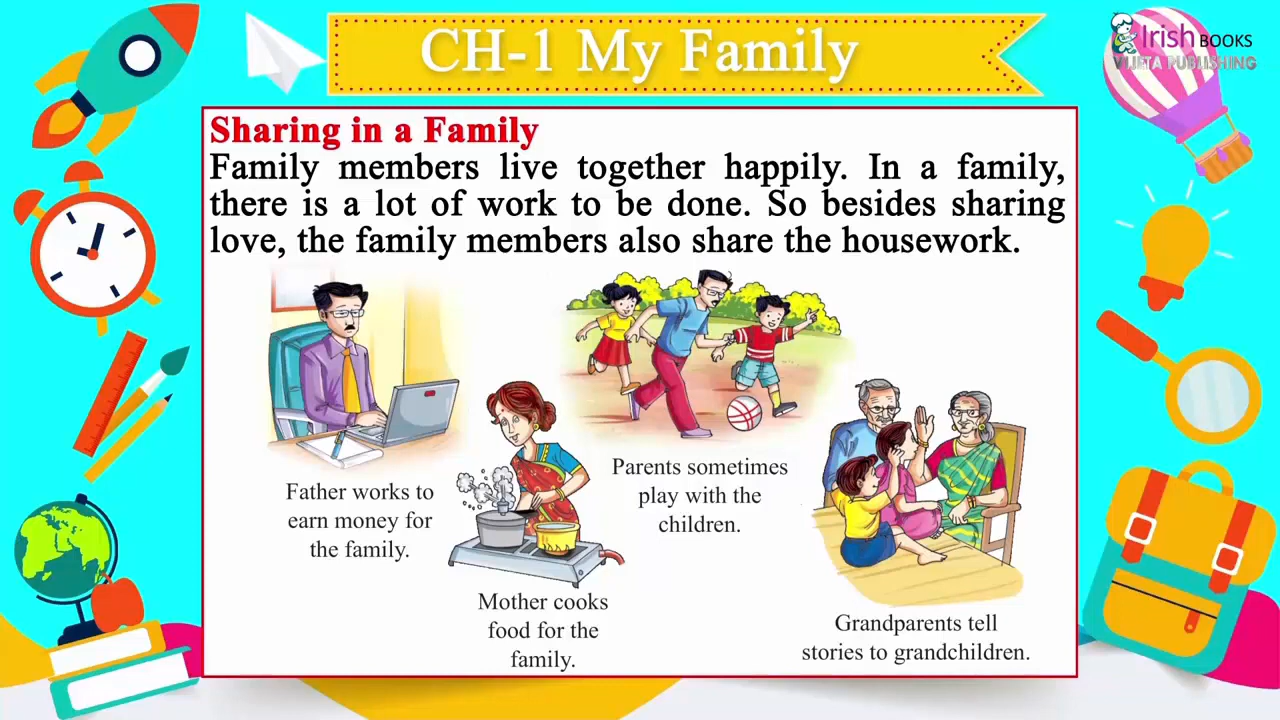 CH-1 My Family
Irish BOOKS
VIJETA PUBLISHING
Sharing in a Family
Family members live together happily. In a family,
there is a lot of work to be done. So besides sharing
love, the family members also share the housework.
Father works to
earn money for
the family.
Mother cooks
food for the
family.
Parents sometimes
play with the
children.
Grandparents tell
stories to grandchildren.